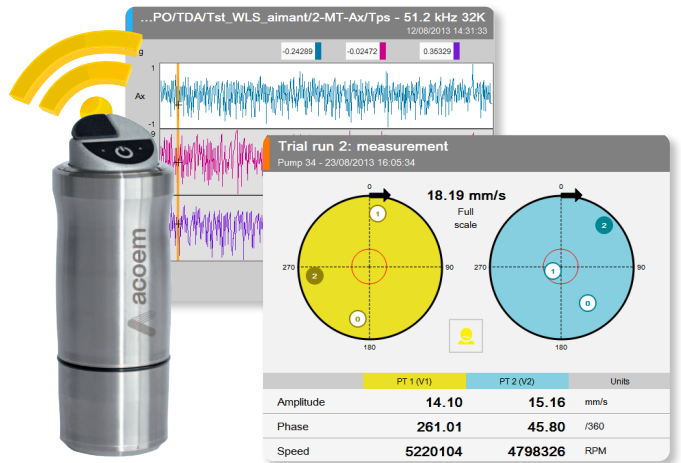 ...PO/TDA/Tst_WLS_aimant/2-MT-Ax/Tps - 51.2 kHz 32K
12/08/2013 14:31:33
g
-0.24289
-0.02472
0.35329
1
Ax
-1
9
acoem
Trial run 2: measurement
Pump 34 - 23/08/2013 16:05:34
0
18.19 mm/s
0
Full
scale
1
2
270
2
90
270
1
90
0
0
180
180
PT 1 (V1)
PT 2 (V2)
Units
Amplitude
14.10
15.16
mm/s
Phase
261.01
45.80
/360
Speed
5220104
4798326
RPM